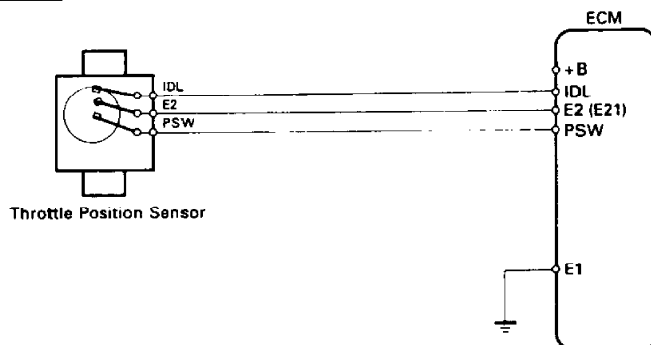 ECM
+B
IDL
IDL
E2
E2 (E21)
PSW
PSW
Throttle Position Sensor
E1